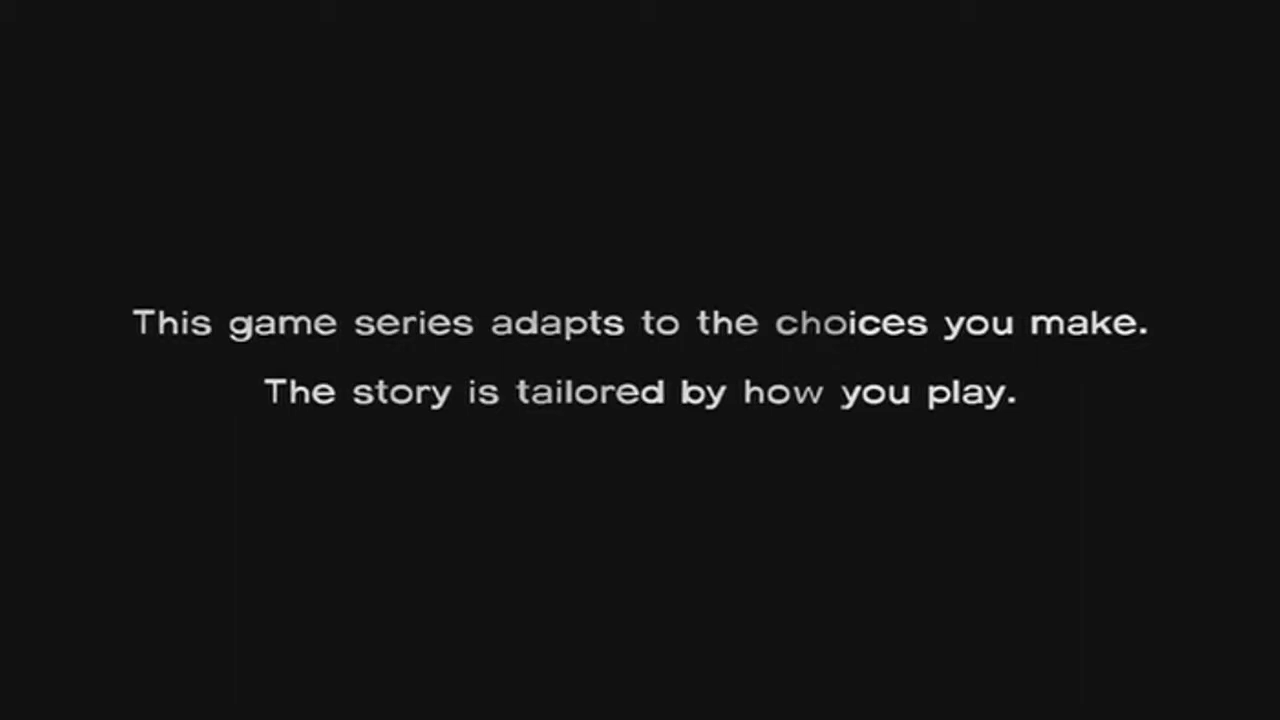 This game series adapts to the choices you make.
The story is tailored by how you play.